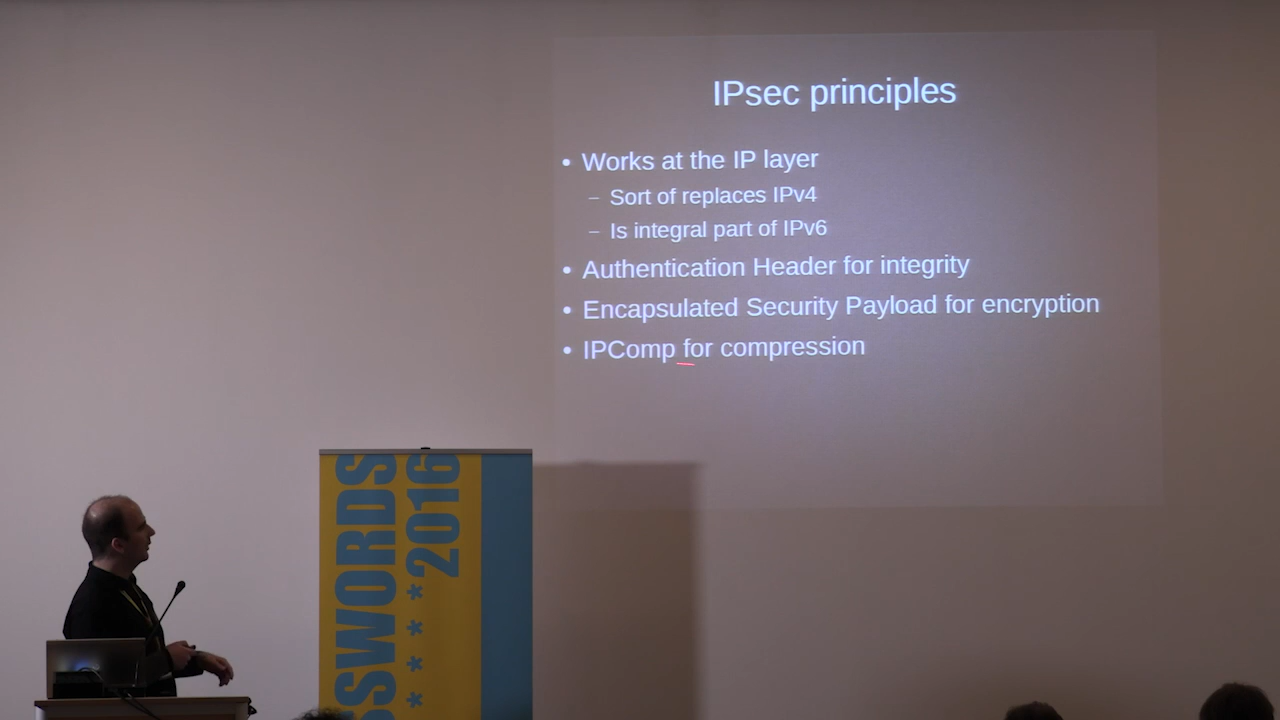 IPsec principles
• Works at the IP layer
– Sort of replaces IPv4
– Is integral part of IPv6
• Authentication Header for integrity
• Encapsulated Security Payload for encryption
• IPComp for compression
SSWORDS
****2016